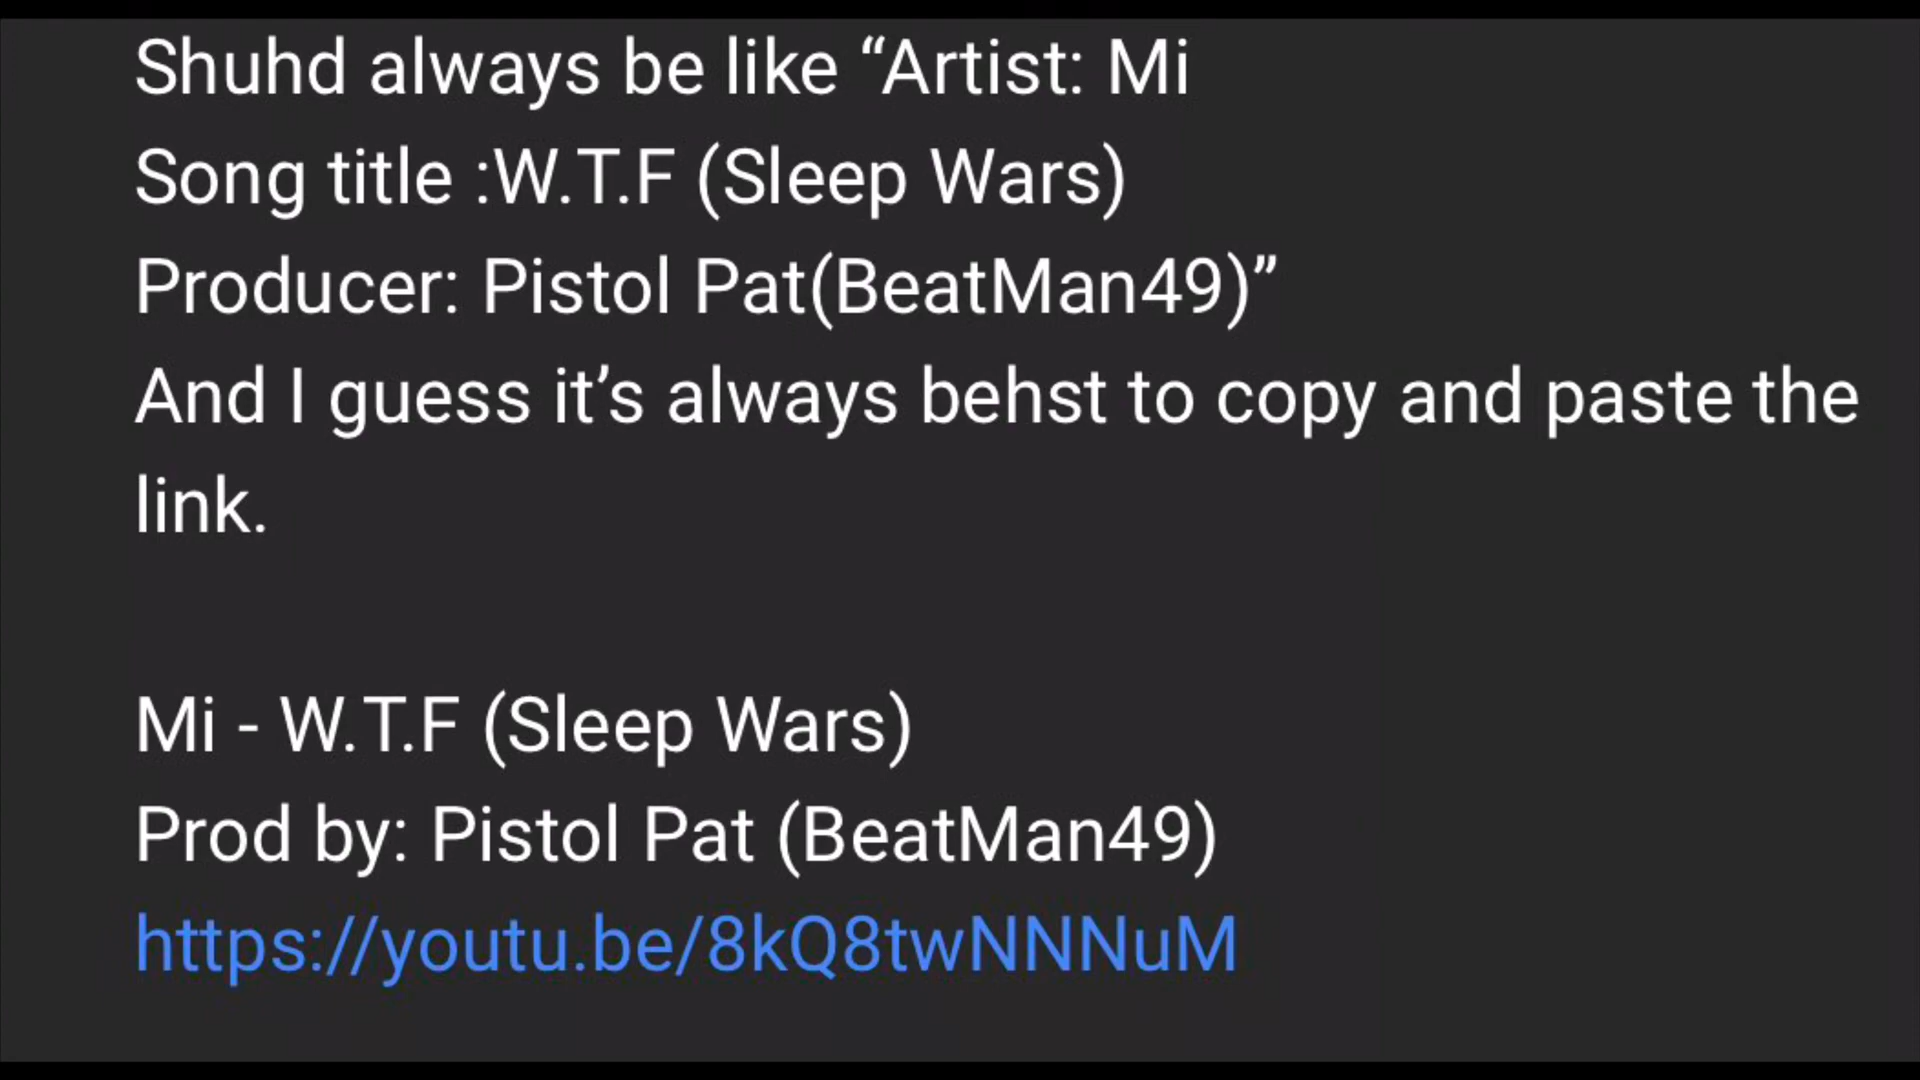 Shuhd always be like “Artist: Mi
Song title :W.T.F (Sleep Wars)
Producer: Pistol Pat(BeatMan49)”
And I guess it’s always behst to copy and paste the
link.
Mi - W.T.F (Sleep Wars)
Prod by: Pistol Pat (BeatMan49)
https://youtu.be/8kQ8twNNNuM